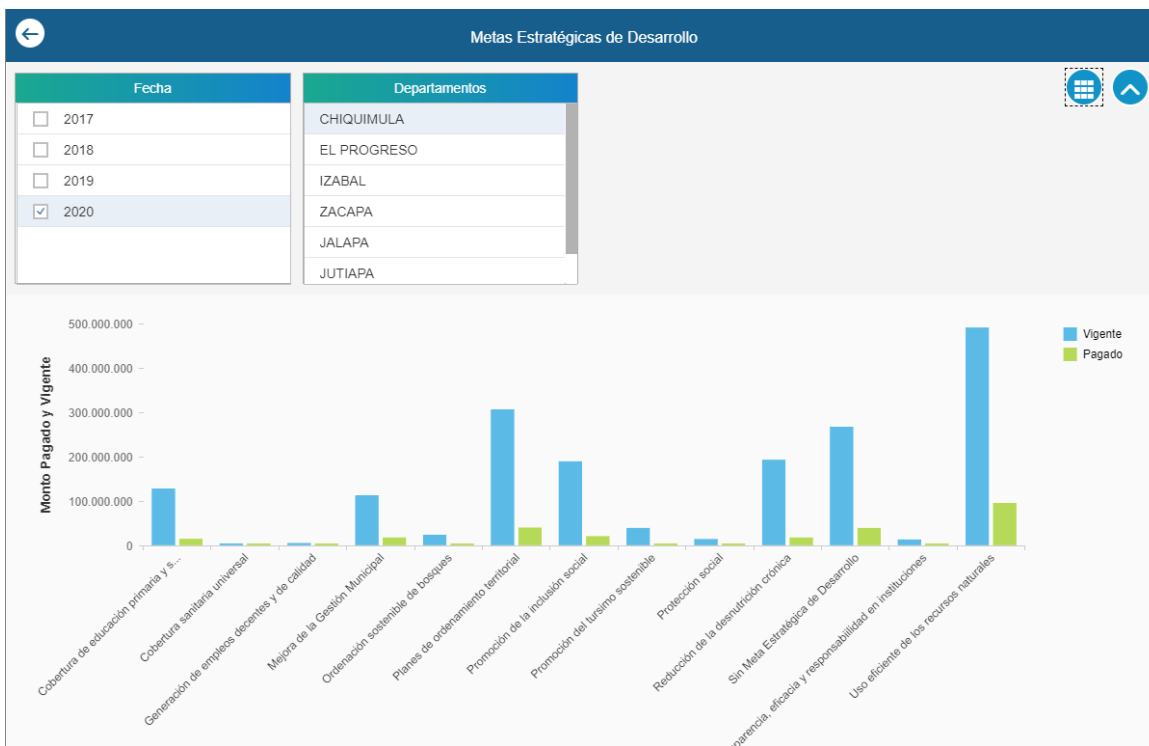 Metas Estratégicas de Desarrollo
Fecha
2017
2018
2019
2020
Departamentos
CHIQUIMULA
EL PROGRESO
IZABAL
ZACAPA
JALAPA
JUTIAPA
Monto Pagado y Vigente
500.000.000
400.000.000
300.000.000
200.000.000
100.000.000
0
Vigente
Pagado
Cobertura de educación primaria y s...
Cobertura sanitaria universal
Generación de empleos decentes y de calidad
Mejora de la Gestión Municipal
Ordenación sostenible de bosques
Planes de ordenamiento territorial
Promoción de la inclusión social
Promoción del tursimo sostenible
Protección social
Reducción de la desnutrición crónica
Sin Meta Estratégica de Desarrollo
parencia, eficacia y responsabiilidad en instituciones
Uso eficiente de los recursos naturales